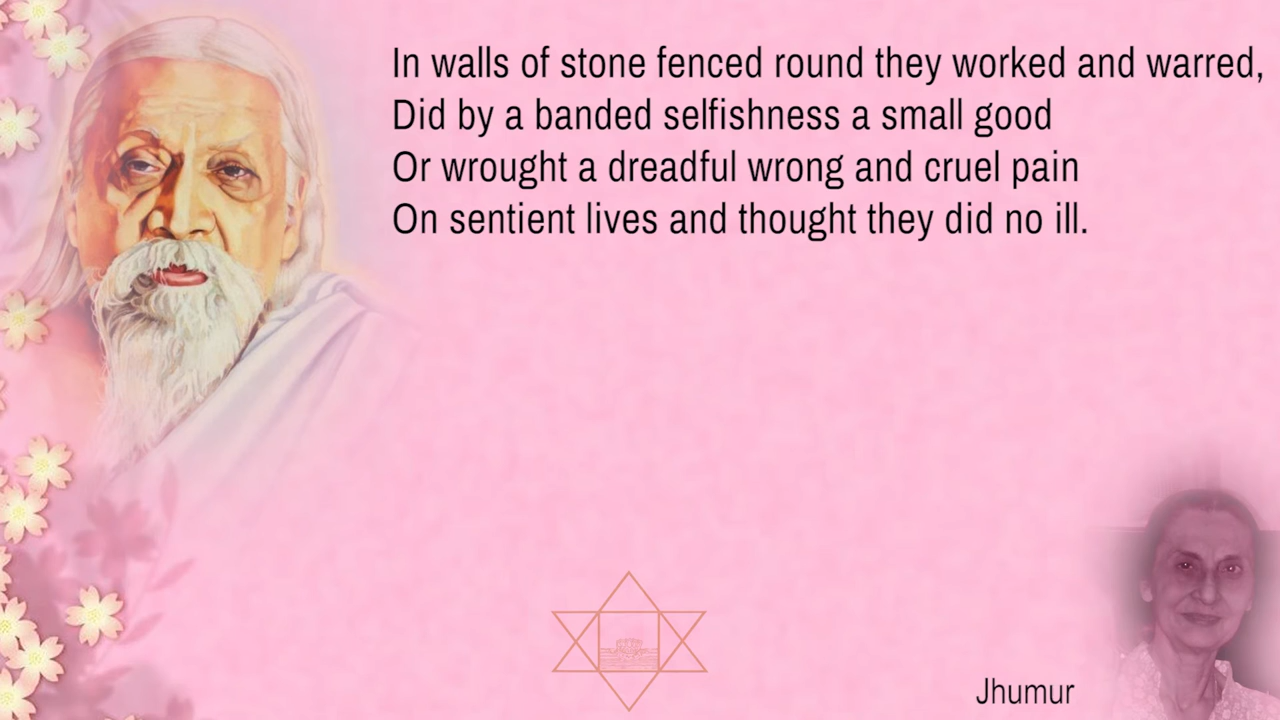 In walls of stone fenced round they worked and warred,
Did by a banded selfishness a small good
Or wrought a dreadful wrong and cruel pain
On sentient lives and thought they did no ill.
Jhumur